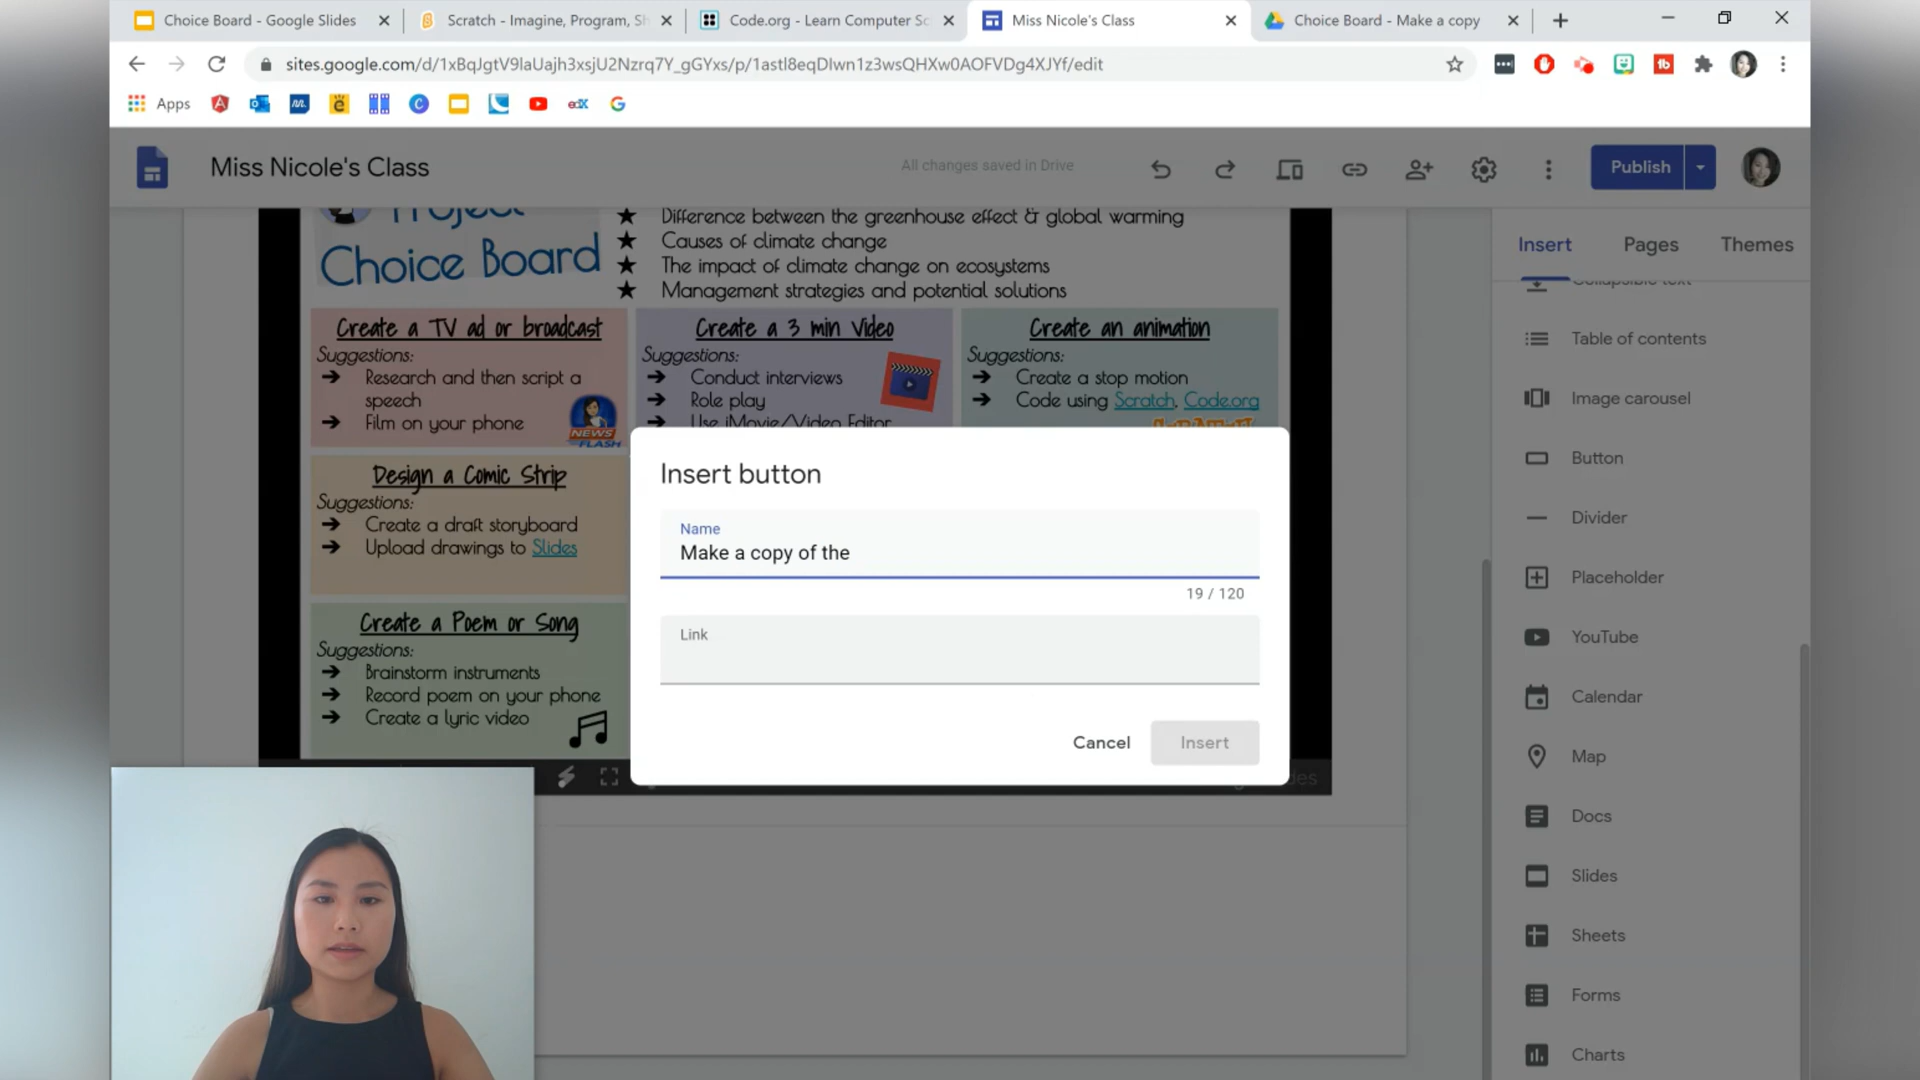 Choice Board - Google Slides
Scratch - Imagine, Program, Sh
Code.org - Learn Computer Sc
Miss Nicole's Class
Choice Board - Make a copy
sites.google.com/d/1xBqJgtV9laUajh3xsjU2Nzrq7Y_gGYxs/p/1astl8eqDlwn1z3wsQHXw0AOFVDg4XJYf/edit
Apps
edX
Miss Nicole's Class
All changes saved in Drive
Publish
Project
Choice Board
★ Difference between the greenhouse effect & global warming
★ Causes of climate change
★ The impact of climate change on ecosystems
★ Management strategies and potential solutions
Create a TV ad or broadcast
Suggestions:
➔ Research and then script a
speech
➔ Film on your phone
NEWS
FLASH
Create a 3 min Video
Suggestions:
➔ Conduct interviews
➔ Role play
➔ Use iMovie/Video Editor
Create an animation
Suggestions:
➔ Create a stop motion
➔ Code using Scratch, Code.org
Design a Comic Strip
Suggestions:
➔ Create a draft storyboard
➔ Upload drawings to Slides
Create a Poem or Song
Suggestions:
➔ Brainstorm instruments
➔ Record poem on your phone
➔ Create a lyric video
Insert button
Name
Make a copy of the
19 / 120
Link
Cancel
Insert
Insert
Pages
Themes
Collapsible text
Table of contents
Image carousel
Button
Divider
Placeholder
YouTube
Calendar
Map
Docs
Slides
Sheets
Forms
Charts